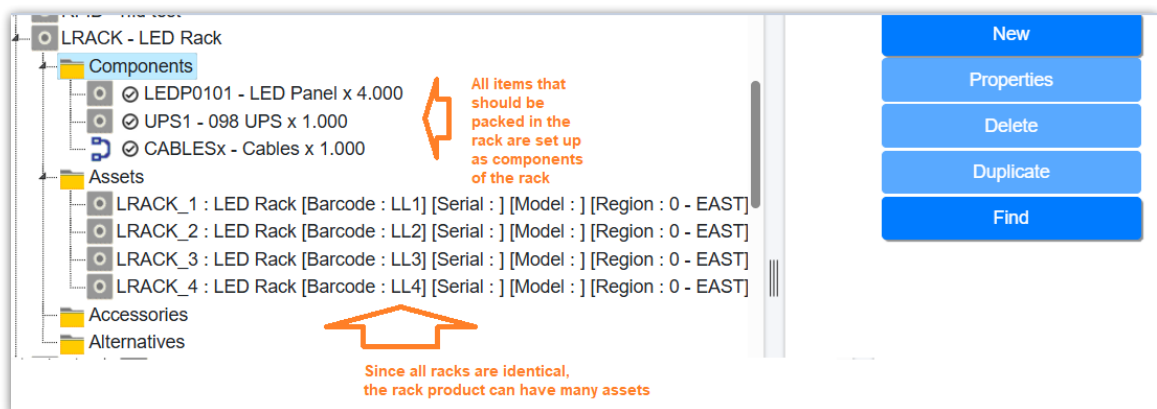 LRACK - LED Rack
Components
LEDP0101 - LED Panel x 4.000
UPS1 - 098 UPS x 1.000
CABLESx - Cables x 1.000
All items that
should be
packed in the
rack are set up
as components
of the rack
Assets
LRACK_1 : LED Rack [Barcode : LL1] [Serial : ] [Model : ] [Region : 0 - EAST]
LRACK_2 : LED Rack [Barcode : LL2] [Serial : ] [Model : ] [Region : 0 - EAST]
LRACK_3 : LED Rack [Barcode : LL3] [Serial : ] [Model : ] [Region : 0 - EAST]
LRACK_4 : LED Rack [Barcode : LL4] [Serial : ] [Model : ] [Region : 0 - EAST]
Accessories
Alternatives
Since all racks are identical,
the rack product can have many assets
New
Properties
Delete
Duplicate
Find